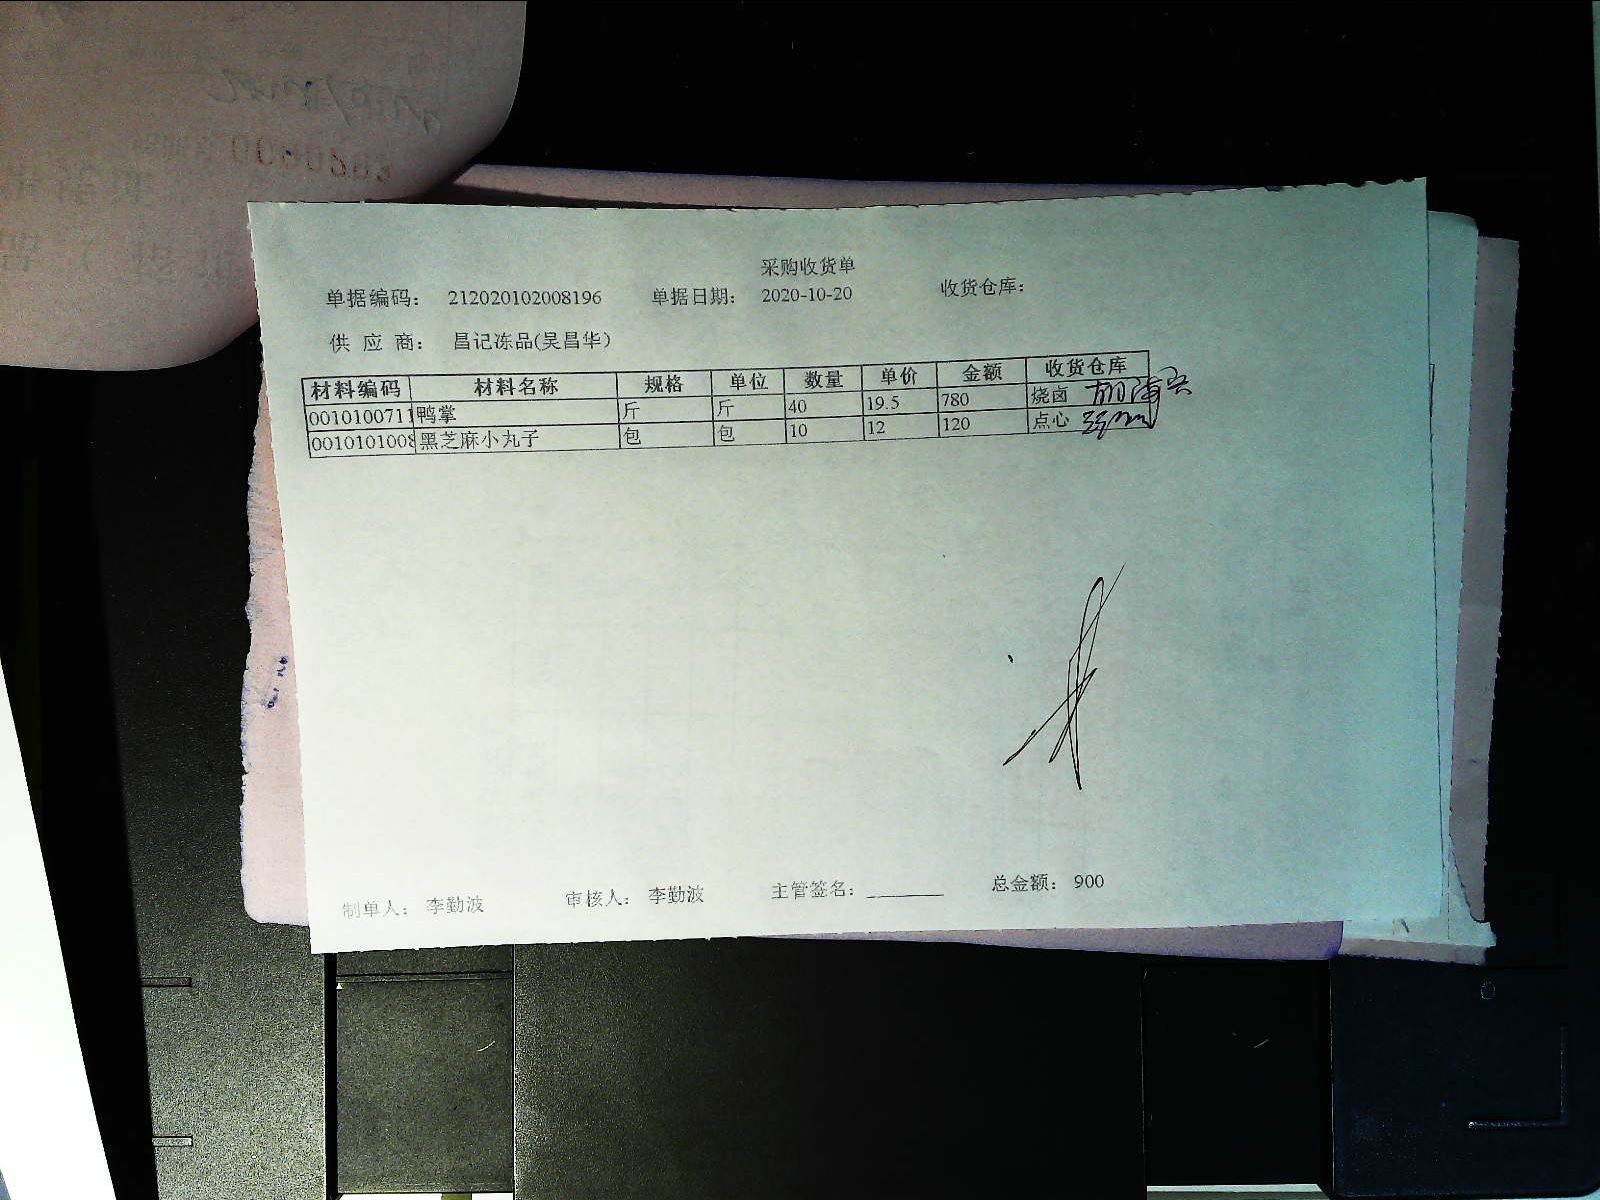 采购收货单
单据编码： 212020102008196 单据日期： 2020-10-20 收货仓库：
供 应 商： 昌记冻品(吴昌华)
材料编码 材料名称 规格 单位 数量 单价 金额 收货仓库
0010100711 鸭掌 斤 斤 40 19.5 780 烧卤
0010101008 黑芝麻小丸子 包 包 10 12 120 点心
制单人： 李勤波 审核人： 李勤波 主管签名： 总金额： 900